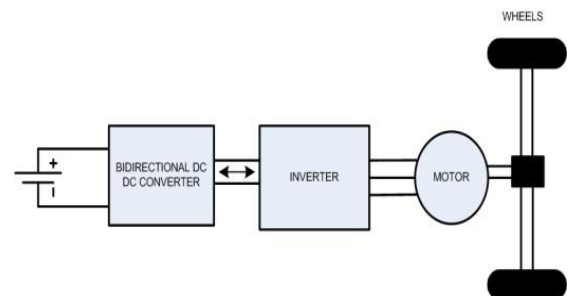 WHEELS
+
BIDIRECTIONAL DC
DC CONVERTER
INVERTER
MOTOR